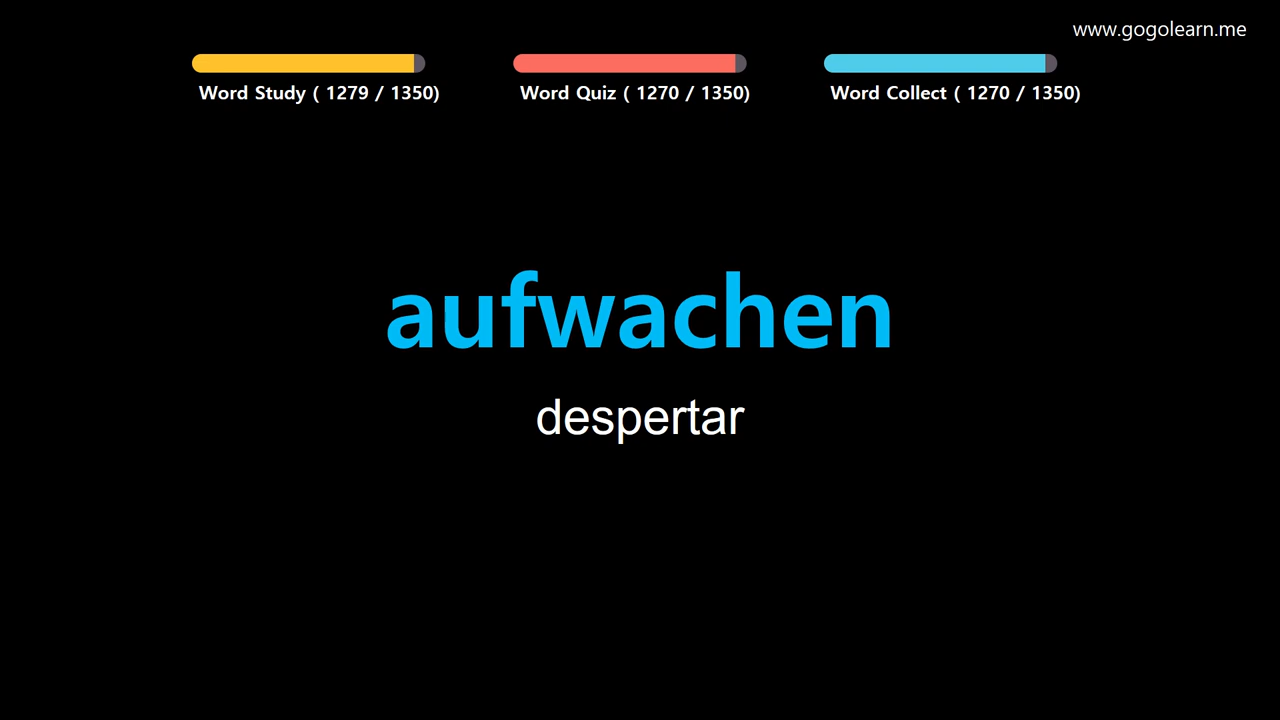 www.gogolearn.me
Word Study ( 1279 / 1350)
Word Quiz ( 1270 / 1350)
Word Collect ( 1270 / 1350)
aufwachen
despertar